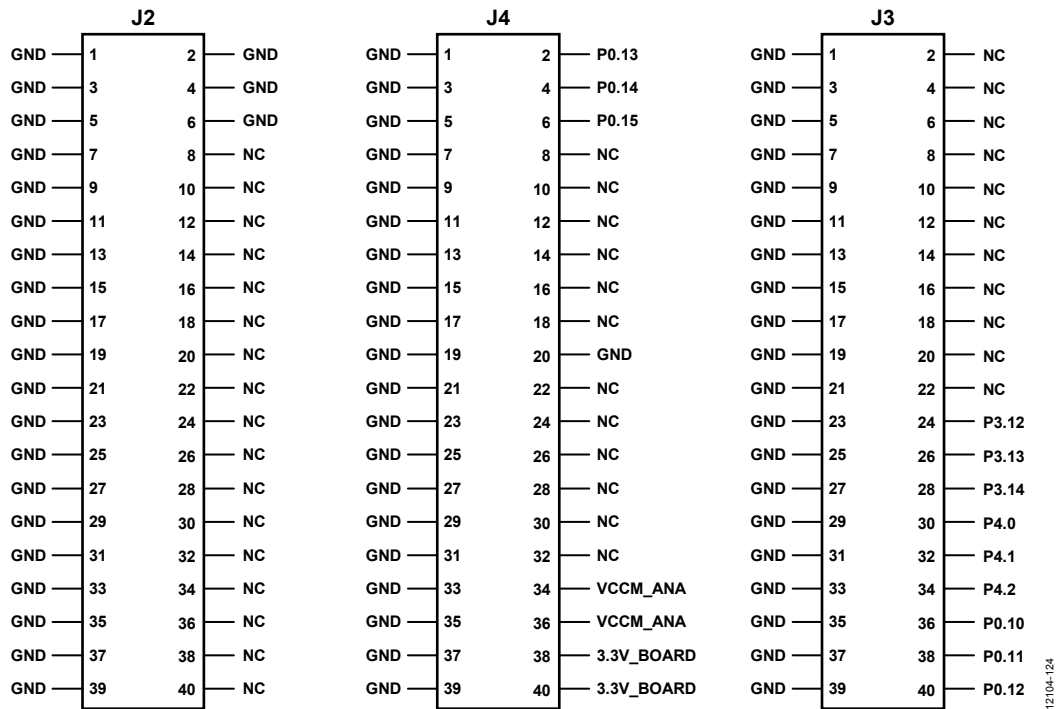 J2 J4 J3
GND 1 2 GND GND 1 2 P0.13 GND 1 2 NC
GND 3 4 GND GND 3 4 P0.14 GND 3 4 NC
GND 5 6 GND GND 5 6 P0.15 GND 5 6 NC
GND 7 8 NC GND 7 8 NC GND 7 8 NC
GND 9 10 NC GND 9 10 NC GND 9 10 NC
GND 11 12 NC GND 11 12 NC GND 11 12 NC
GND 13 14 NC GND 13 14 NC GND 13 14 NC
GND 15 16 NC GND 15 16 NC GND 15 16 NC
GND 17 18 NC GND 17 18 NC GND 17 18 NC
GND 19 20 NC GND 19 20 GND GND 19 20 NC
GND 21 22 NC GND 21 22 NC GND 21 22 NC
GND 23 24 NC GND 23 24 NC GND 23 24 P3.12
GND 25 26 NC GND 25 26 NC GND 25 26 P3.13
GND 27 28 NC GND 27 28 NC GND 27 28 P3.14
GND 29 30 NC GND 29 30 NC GND 29 30 P4.0
GND 31 32 NC GND 31 32 NC GND 31 32 P4.1
GND 33 34 NC GND 33 34 VCCM_ANA GND 33 34 P4.2
GND 35 36 NC GND 35 36 VCCM_ANA GND 35 36 P0.10
GND 37 38 NC GND 37 38 3.3V_BOARD GND 37 38 P0.11
GND 39 40 NC GND 39 40 3.3V_BOARD GND 39 40 P0.12
12104-124